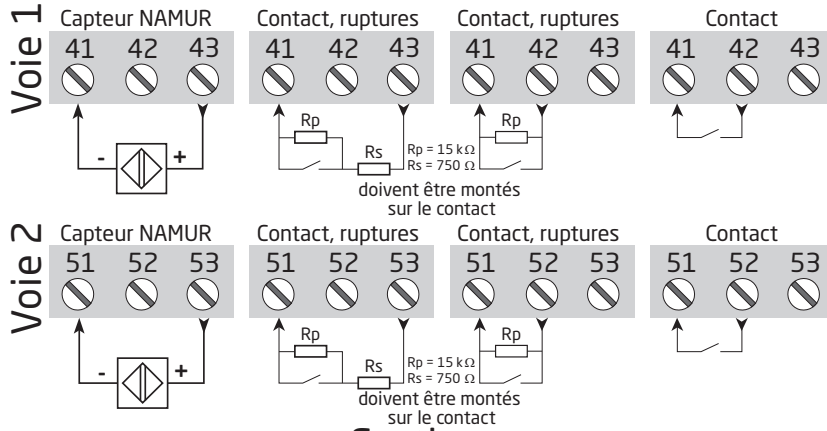 Voie 1
Capteur NAMUR Contact, ruptures Contact, ruptures Contact
41 42 43 41 42 43 41 42 43 41 42 43
Rp Rp
- + Rs Rp = 15 kΩ
Rs = 750 Ω
doivent être montés
sur le contact
Voie 2
Capteur NAMUR Contact, ruptures Contact, ruptures Contact
51 52 53 51 52 53 51 52 53 51 52 53
Rp Rp
- + Rs Rp = 15 kΩ
Rs = 750 Ω
doivent être montés
sur le contact